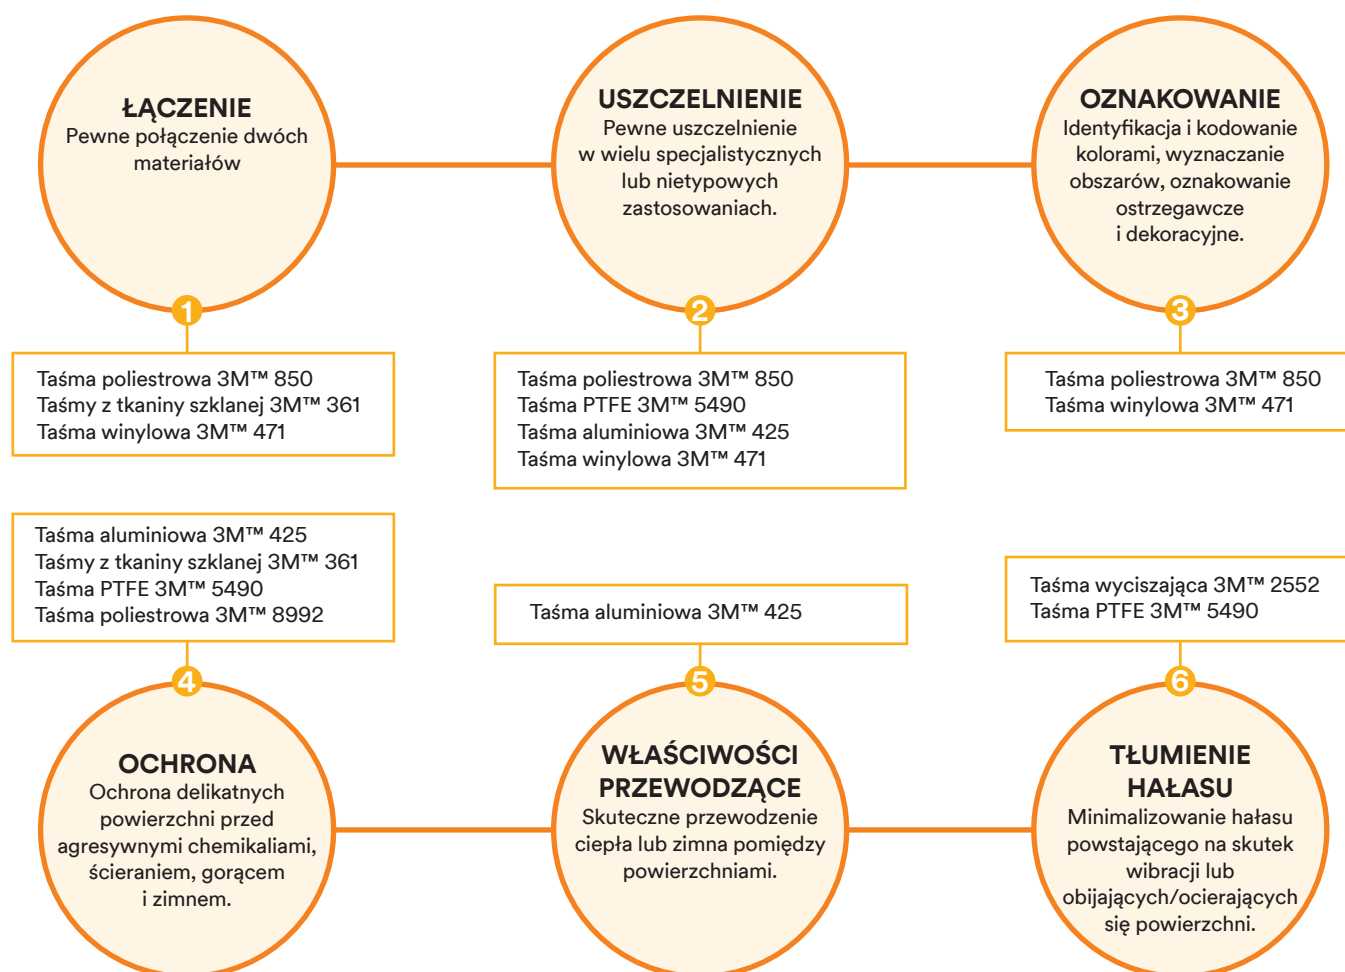 ŁĄCZENIE
Pewne połączenie dwóch
materiałów
USZCZELNIENIE
Pewne uszczelnienie
w wielu specjalistycznych
lub nietypowych
zastosowaniach.
OZNAKOWANIE
Identyfikacja i kodowanie
kolorami, wyznaczanie
obszarów, oznakowanie
ostrzegawcze
i dekoracyjne.
1
2
3
Taśma poliestrowa 3M™ 850
Taśmy z tkaniny szklanej 3M™ 361
Taśma winylowa 3M™ 471
Taśma poliestrowa 3M™ 850
Taśma PTFE 3M™ 5490
Taśma aluminiowa 3M™ 425
Taśma winylowa 3M™ 471
Taśma poliestrowa 3M™ 850
Taśma winylowa 3M™ 471
Taśma aluminiowa 3M™ 425
Taśmy z tkaniny szklanej 3M™ 361
Taśma PTFE 3M™ 5490
Taśma poliestrowa 3M™ 8992
Taśma aluminiowa 3M™ 425
Taśma wyciszająca 3M™ 2552
Taśma PTFE 3M™ 5490
4
5
6
OCHRONA
Ochrona delikatnych
powierzchni przed
agresywnymi chemikaliami,
ścieraniem, gorącem
i zimnem.
WŁAŚCIWOŚCI
PRZEWODZĄCE
Skuteczne przewodzenie
ciepła lub zimna pomiędzy
powierzchniami.
TŁUMIENIE
HAŁASU
Minimalizowanie hałasu
powstającego na skutek
wibracji lub
obijających/ocierających
się powierzchni.